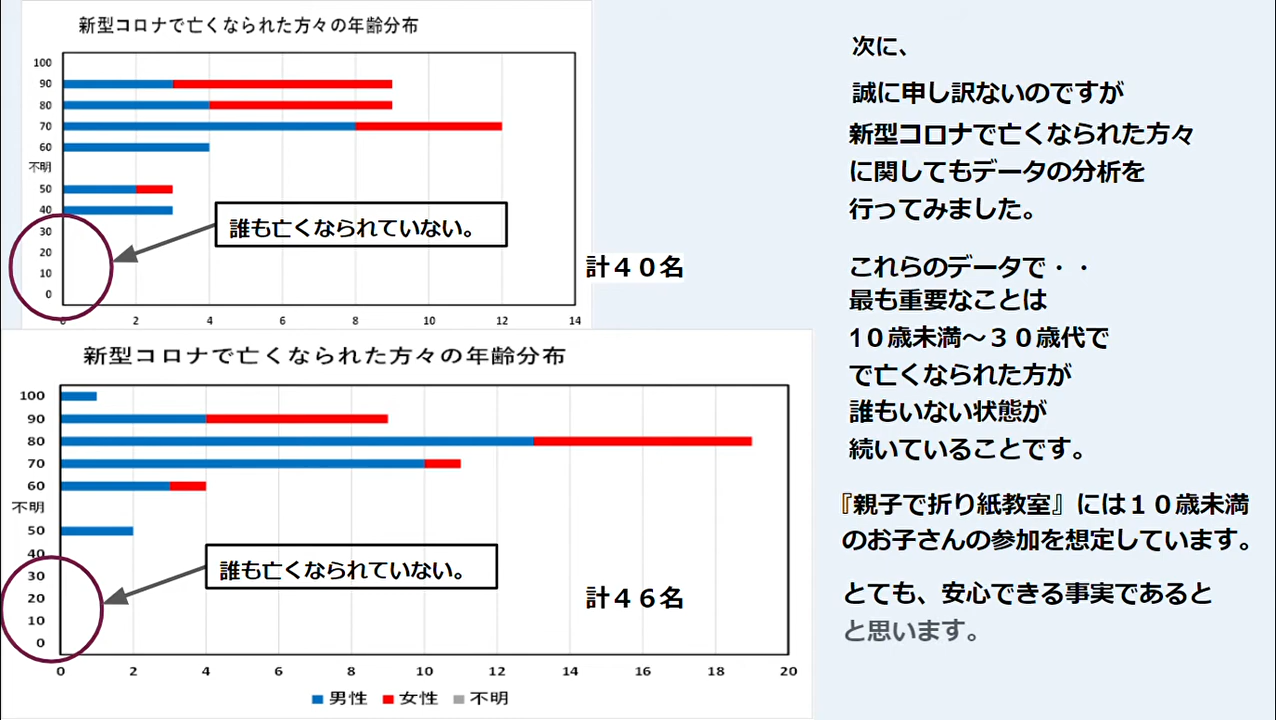 新型コロナで亡くなられた方々の年齢分布
100
90
80
70
60
不明
50
40
30
20
10
0
誰も亡くなられていない。
0 2 4 6 8 10 12 14
計４０名
新型コロナで亡くなられた方々の年齢分布
100
90
80
70
60
不明
50
40
30
20
10
0
誰も亡くなられていない。
計４６名
0 2 4 6 8 10 12 14 16 18 20
男性 女性 不明
次に、
誠に申し訳ないのですが
新型コロナで亡くなられた方々
に関してもデータの分析を
行ってみました。
これらのデータで・・
最も重要なことは
１０歳未満～３０歳代で
で亡くなられた方が
誰もいない状態が
続いていることです。
『親子で折り紙教室』には１０歳未満
のお子さんの参加を想定しています。
とても、安心できる事実であると
と思います。